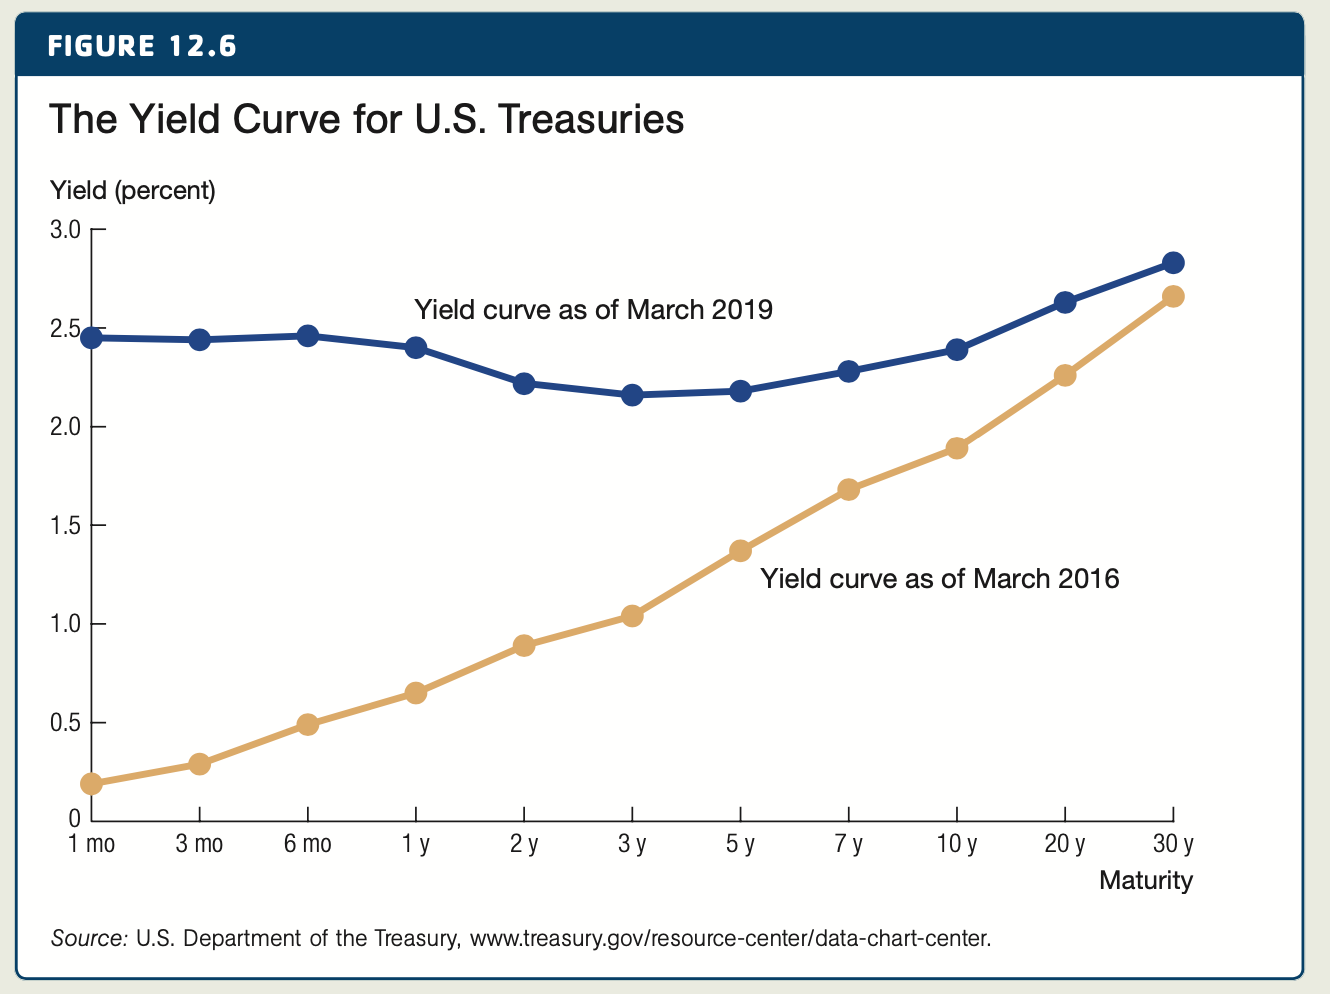 FIGURE 12.6
The Yield Curve for U.S. Treasuries
Yield (percent)
3.0
Yield curve as of March 2019
2.5
2.0
1.5
Yield curve as of March 2016
1.0
0.5
0
1 mo 3 mo 6 mo 1 y 2 y 3 y 5 y 7 y 10 y 20 y 30 y
Maturity
Source: U.S. Department of the Treasury, www.treasury.gov/resource-center/data-chart-center.